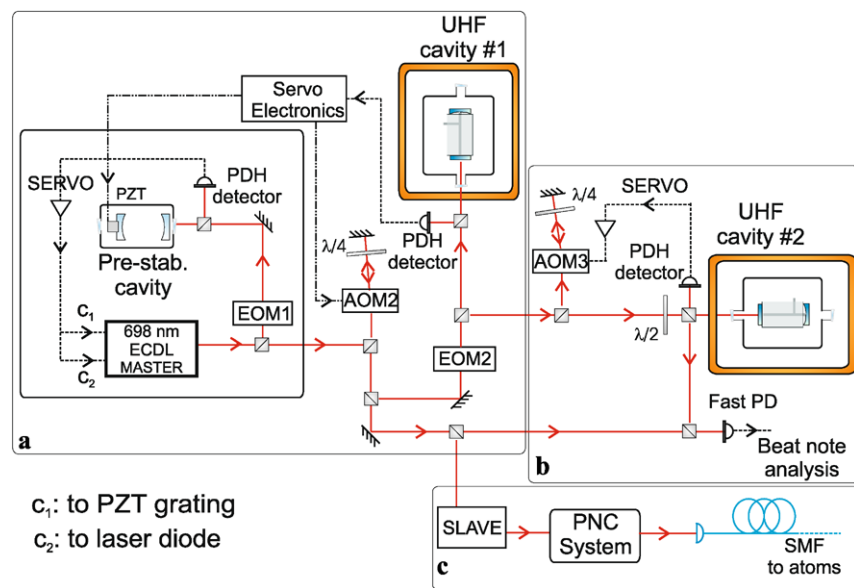 UHF
cavity #1
Servo
Electronics
SERVO
PZT
PDH
detector
Pre-stab.
cavity
λ/4
PDH
detector
AOM2
EOM1
698 nm
ECDL
MASTER
C₁
C₂
EOM2
a
λ/4
SERVO
AOM3
PDH
detector
UHF
cavity #2
λ/2
Fast PD
Beat note
analysis
b
c₁: to PZT grating
c₂: to laser diode
SLAVE
PNC
System
SMF
to atoms
c